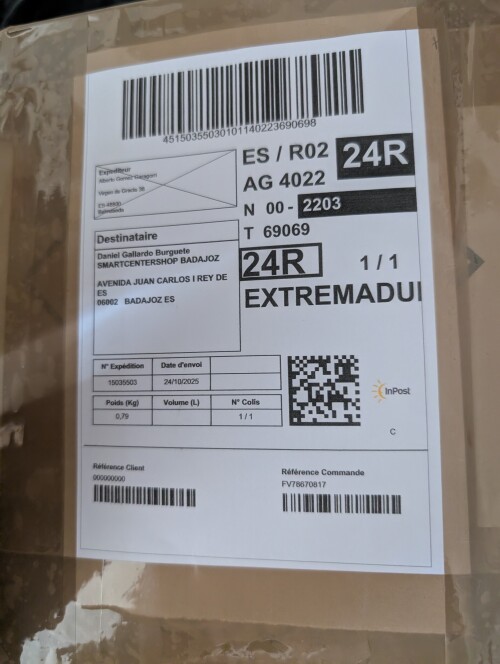 45150355030101140223690698
Expéditeur
ES / R02
24R
AG 4022
N 00 - 2203
T 69069
Destinataire
Daniel Gallardo Burguete
SMARTCENTERSHOP BADAJOZ
AVENIDA JUAN CARLOS I REY DE
ES
06002 BADAJOZ ES
24R
1 / 1
EXTREMADU
N° Expédition
Date d'envoi
15035503
24/10/2025
Poids (Kg)
Volume (L)
N° Colis
0,79
1 / 1
InPost
C
Référence Client
000000000
Référence Commande
FV78670817